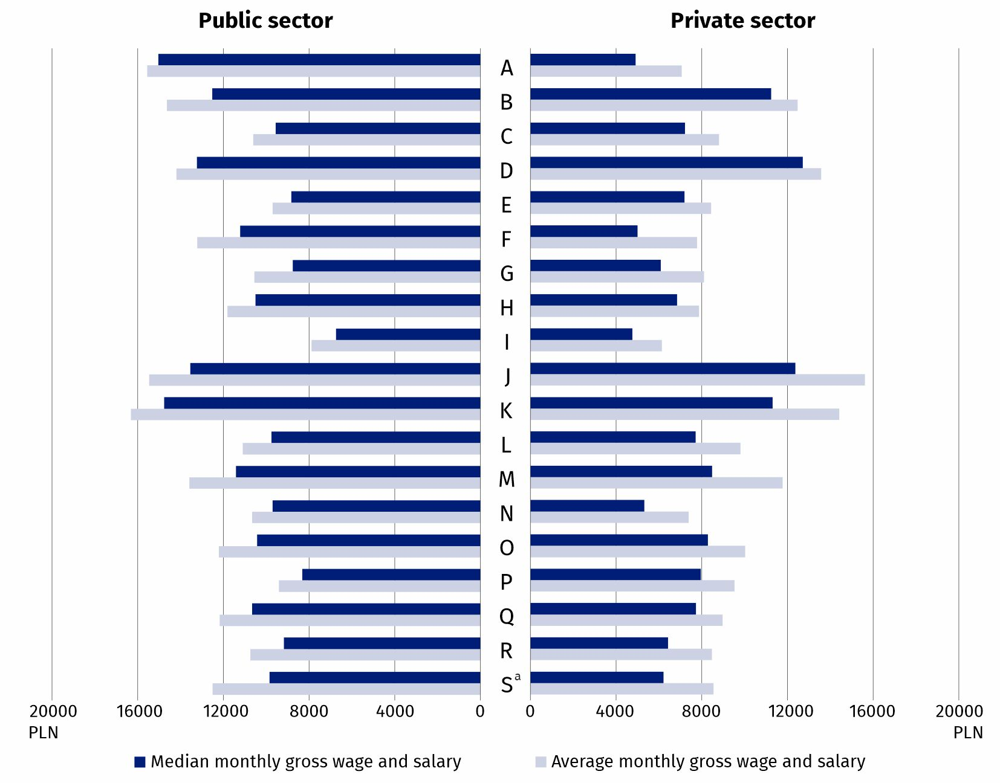 Public sector
Private sector
A
B
C
D
E
F
G
H
I
J
K
L
M
N
O
P
Q
R
Sᵃ
20000 16000 12000 8000 4000 0 0 4000 8000 12000 16000 20000
PLN PLN
Median monthly gross wage and salary
Average monthly gross wage and salary